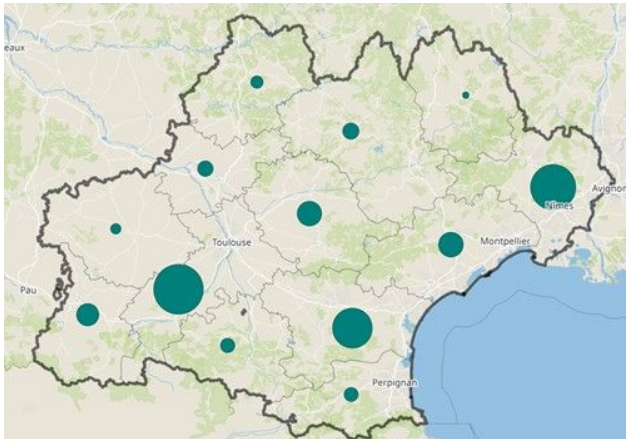 eaux
Avignon
Nîmes
Toulouse
Montpellier
Pau
Perpignan